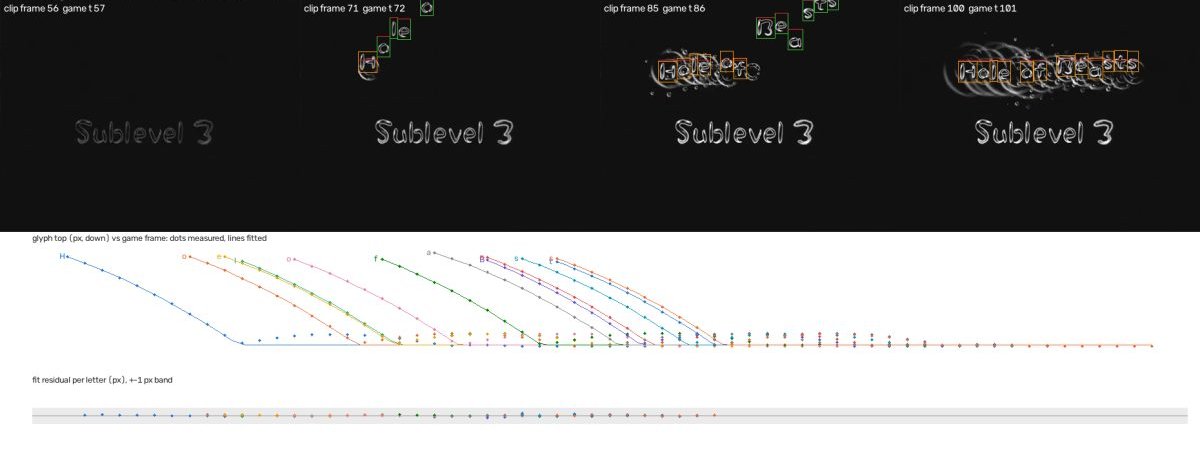 clip frame 56 game t 57
Sublevel 3
clip frame 71 game t 72
o
l e
o
H
Sublevel 3
clip frame 85 game t 86
s t s
B e
a
Hole of
Sublevel 3
clip frame 100 game t 101
Hole of Beasts
Sublevel 3
glyph top (px, down) vs game frame: dots measured, lines fitted
H
o
e
l
o
f
a
B
s
t
fit residual per letter (px), +-1 px band